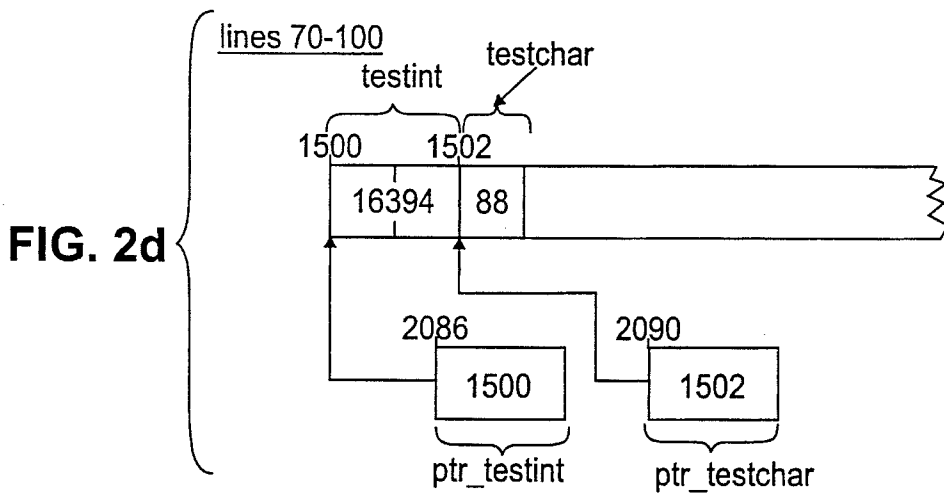 lines 70-100
testint
testchar
1500
1502
16394
88
FIG. 2d
2086
2090
1500
1502
ptr_testint
ptr_testchar